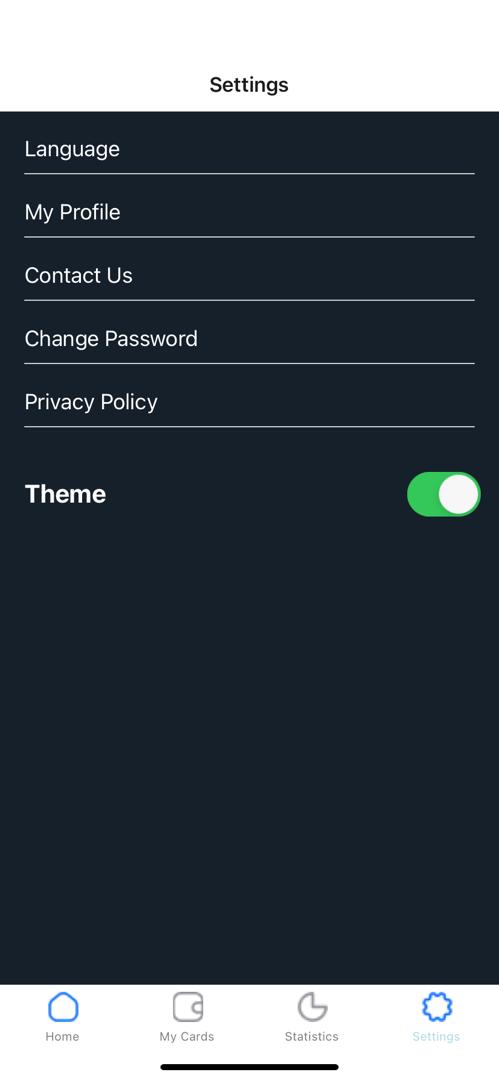 Settings
Language
My Profile
Contact Us
Change Password
Privacy Policy
Theme
Home
My Cards
Statistics
Settings